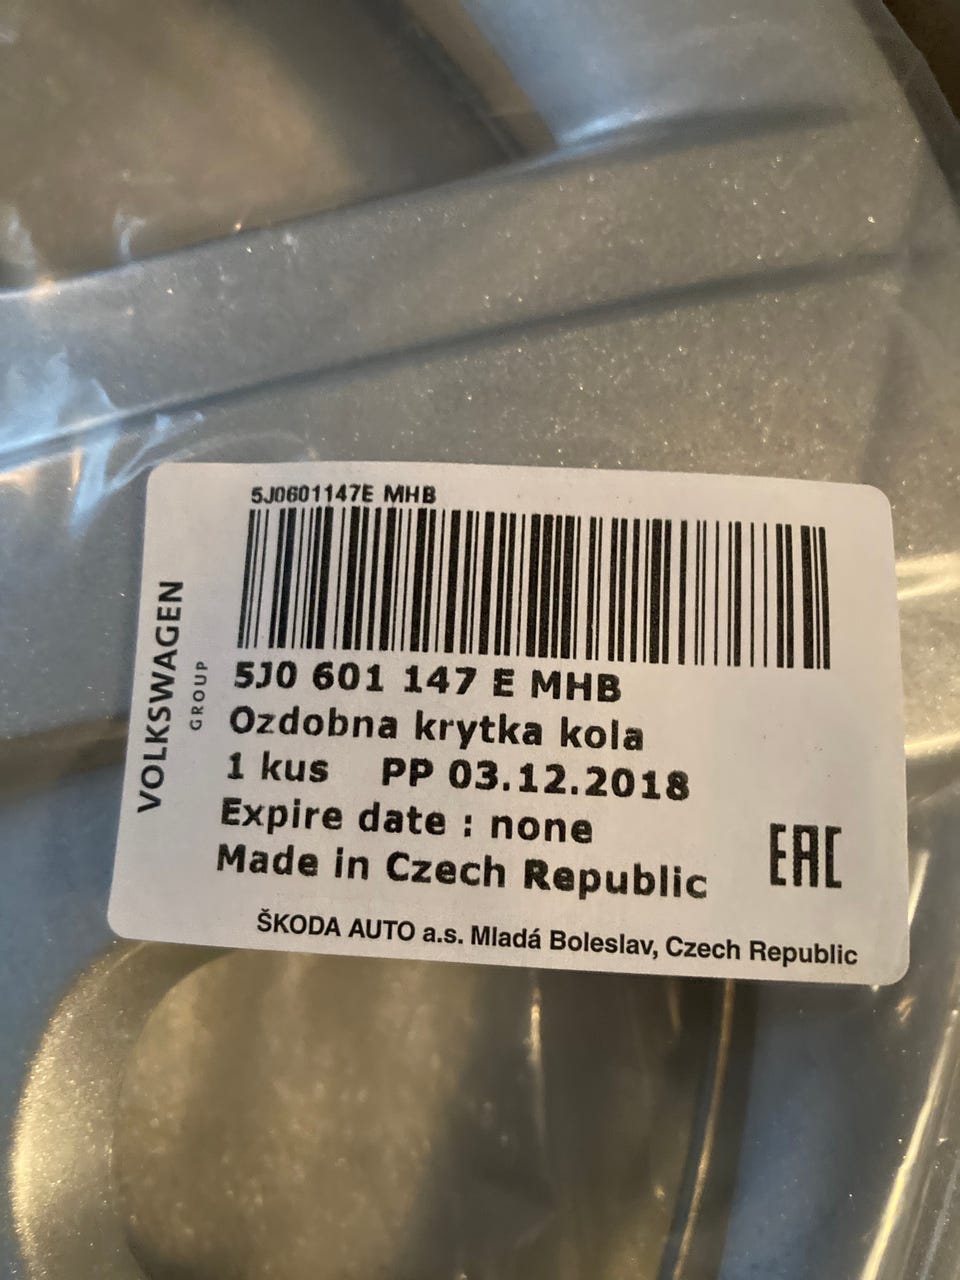 5J0601147E MHB
VOLKSWAGEN
GROUP
5J0 601 147 E MHB
Ozdobna krytka kola
1 kus PP 03.12.2018
Expire date : none
Made in Czech Republic
EAC
ŠKODA AUTO a.s. Mladá Boleslav, Czech Republic